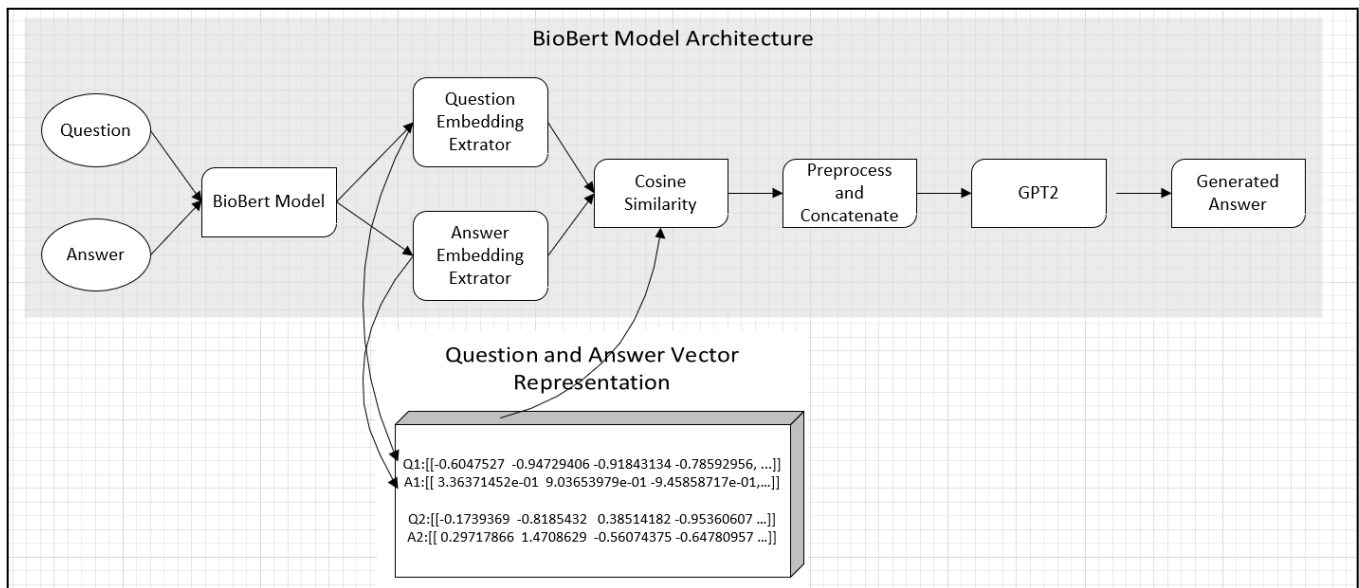 BioBert Model Architecture
Question
Answer
BioBert Model
Question
Embedding
Extrator
Answer
Embedding
Extrator
Cosine
Similarity
Preprocess
and
Concatenate
GPT2
Generated
Answer
Question and Answer Vector
Representation
Q1:[[-0.6047527 -0.94729406 -0.91843134 -0.78592956, ...]]
A1:[[ 3.36371452e-01 9.03653979e-01 -9.45858717e-01,...]]
Q2:[[-0.1739369 -0.8185432 0.38514182 -0.95360607 ...]]
A2:[[ 0.29717866 1.4708629 -0.56074375 -0.64780957 ...]]